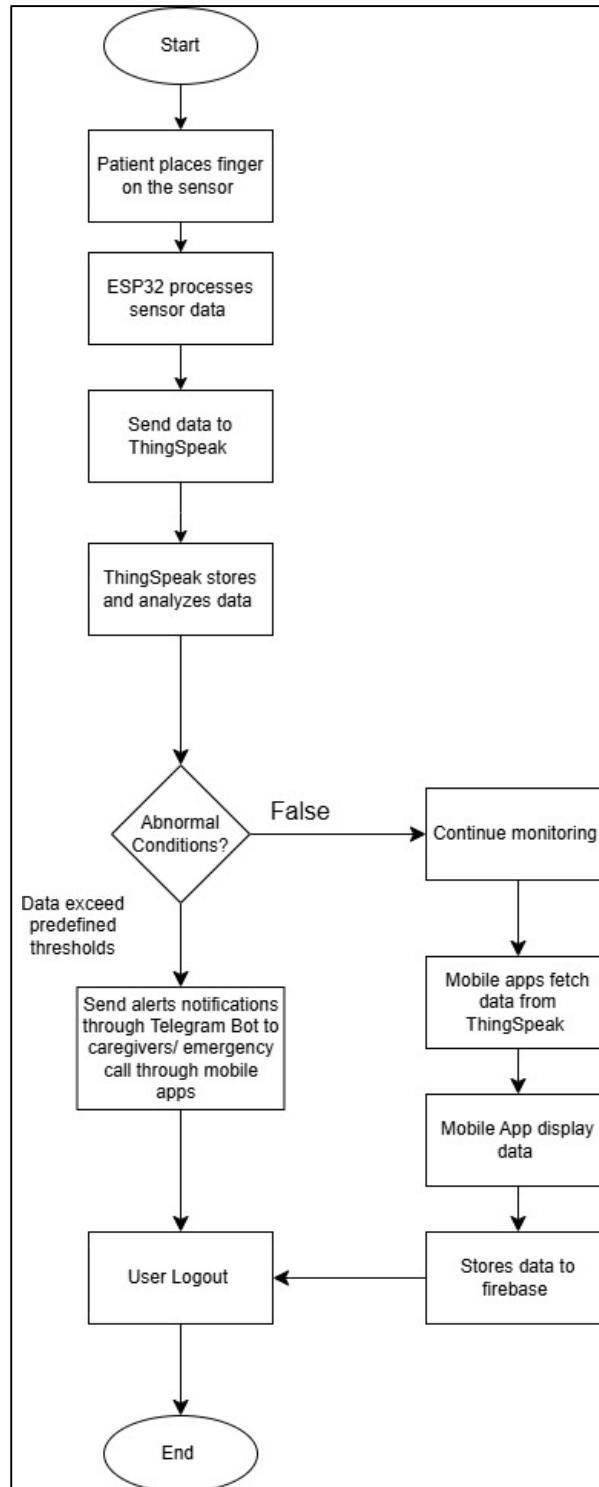 Start
Patient places finger
on the sensor
ESP32 processes
sensor data
Send data to
ThingSpeak
ThingSpeak stores
and analyzes data
Abnormal
Conditions?
False
Continue monitoring
Data exceed
predefined
thresholds
Send alerts notifications
through Telegram Bot to
caregivers/ emergency
call through mobile
apps
Mobile apps fetch
data from
ThingSpeak
Mobile App display
data
Stores data to
firebase
User Logout
End